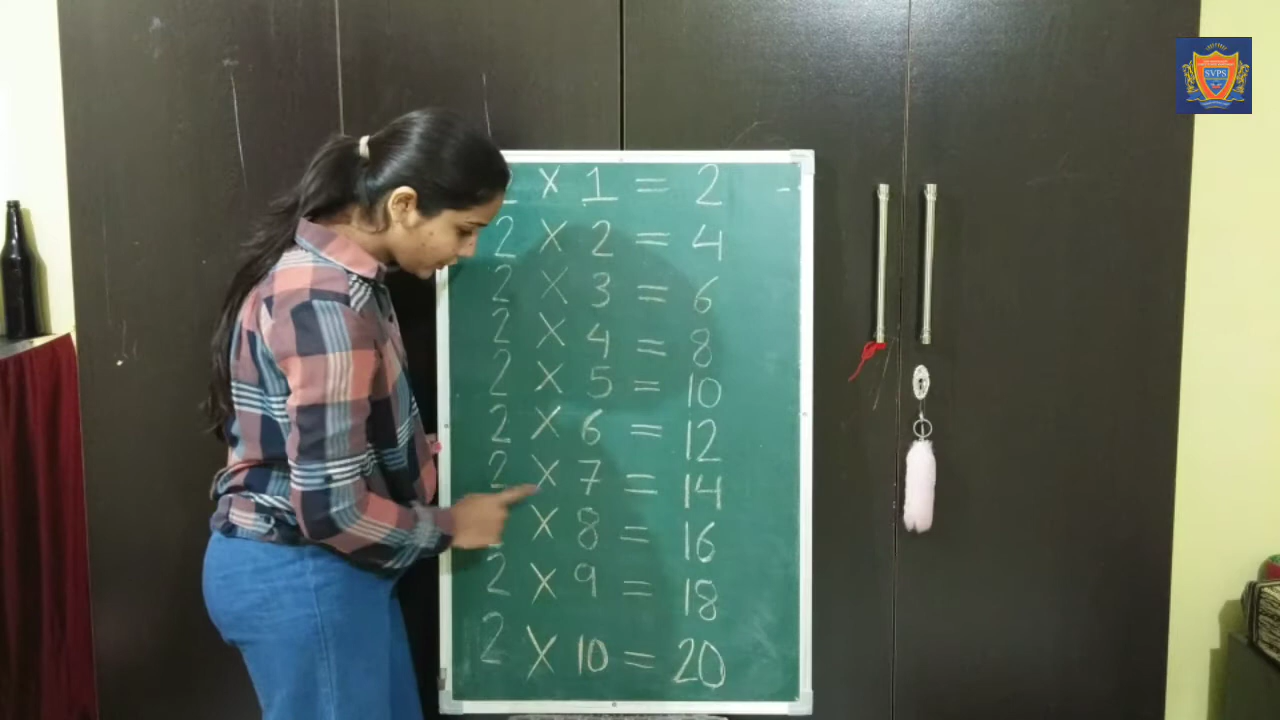 × 1 = 2
2 × 2 = 4
2 × 3 = 6
2 × 4 = 8
2 × 5 = 10
2 × 6 = 12
2 × 7 = 14
× 8 = 16
2 × 9 = 18
2 × 10 = 20
SVPS